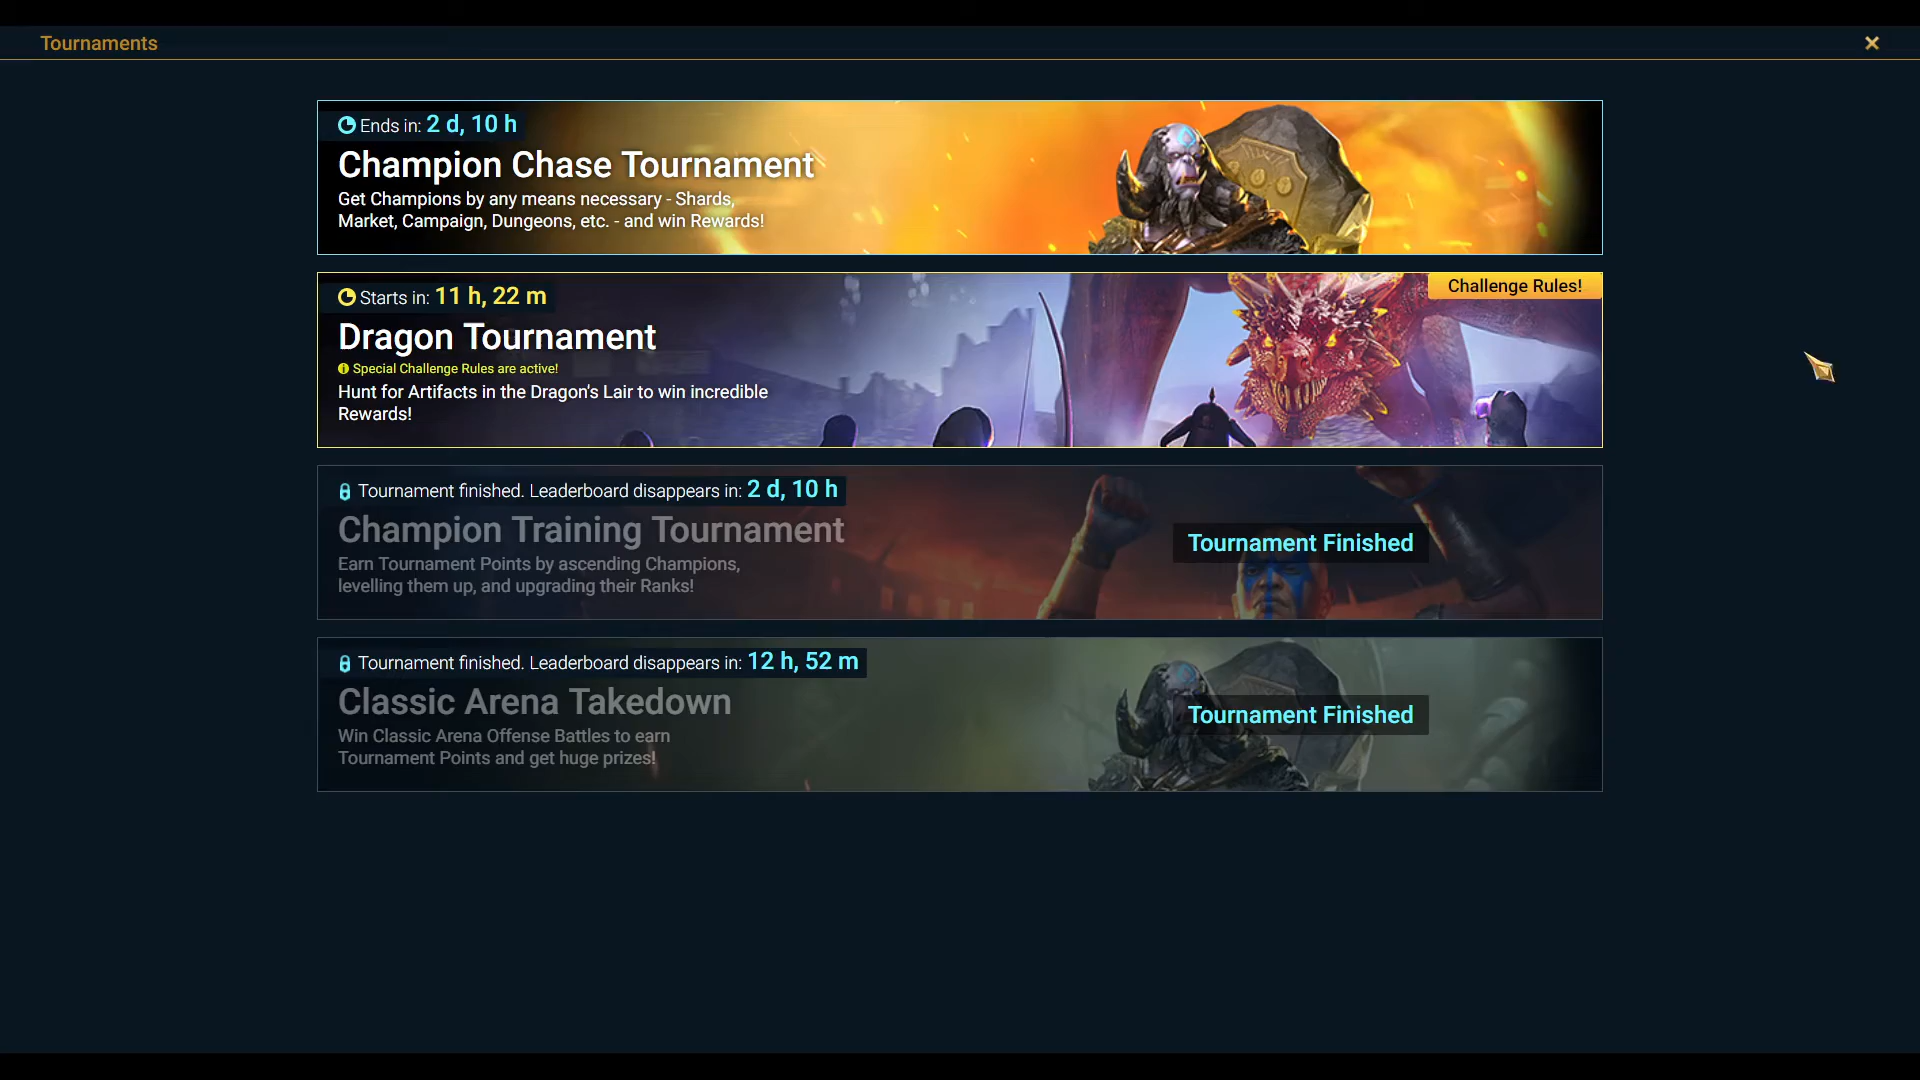 Tournaments
Ends in: 2 d, 10 h
Champion Chase Tournament
Get Champions by any means necessary - Shards,
Market, Campaign, Dungeons, etc. - and win Rewards!
Challenge Rules!
Starts in: 11 h, 22 m
Dragon Tournament
Special Challenge Rules are active!
Hunt for Artifacts in the Dragon's Lair to win incredible
Rewards!
Tournament finished. Leaderboard disappears in: 2 d, 10 h
Champion Training Tournament
Earn Tournament Points by ascending Champions,
levelling them up, and upgrading their Ranks!
Tournament Finished
Tournament finished. Leaderboard disappears in: 12 h, 52 m
Classic Arena Takedown
Win Classic Arena Offense Battles to earn
Tournament Points and get huge prizes!
Tournament Finished